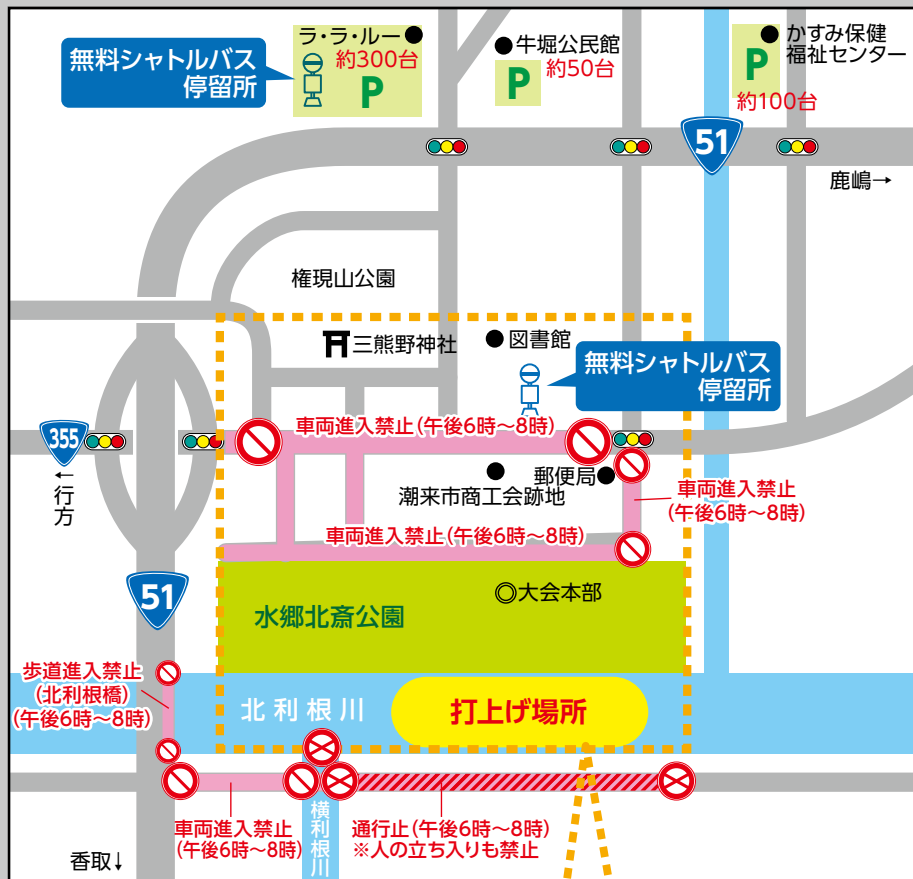 無料シャトルバス
停留所
ラ・ラ・ルー
約300台
P
牛堀公民館
約50台
P
かすみ保健
福祉センター
P
約100台
51
鹿嶋→
権現山公園
三熊野神社
図書館
無料シャトルバス
停留所
355
←行方
車両進入禁止(午後6時〜8時)
郵便局
潮来市商工会跡地
車両進入禁止
(午後6時〜8時)
車両進入禁止(午後6時〜8時)
51
大会本部
水郷北斎公園
歩道進入禁止
(北利根橋)
(午後6時〜8時)
北利根川
打上げ場所
車両進入禁止
(午後6時〜8時)
横利根川
通行止(午後6時〜8時)
※人の立ち入りも禁止
香取↓